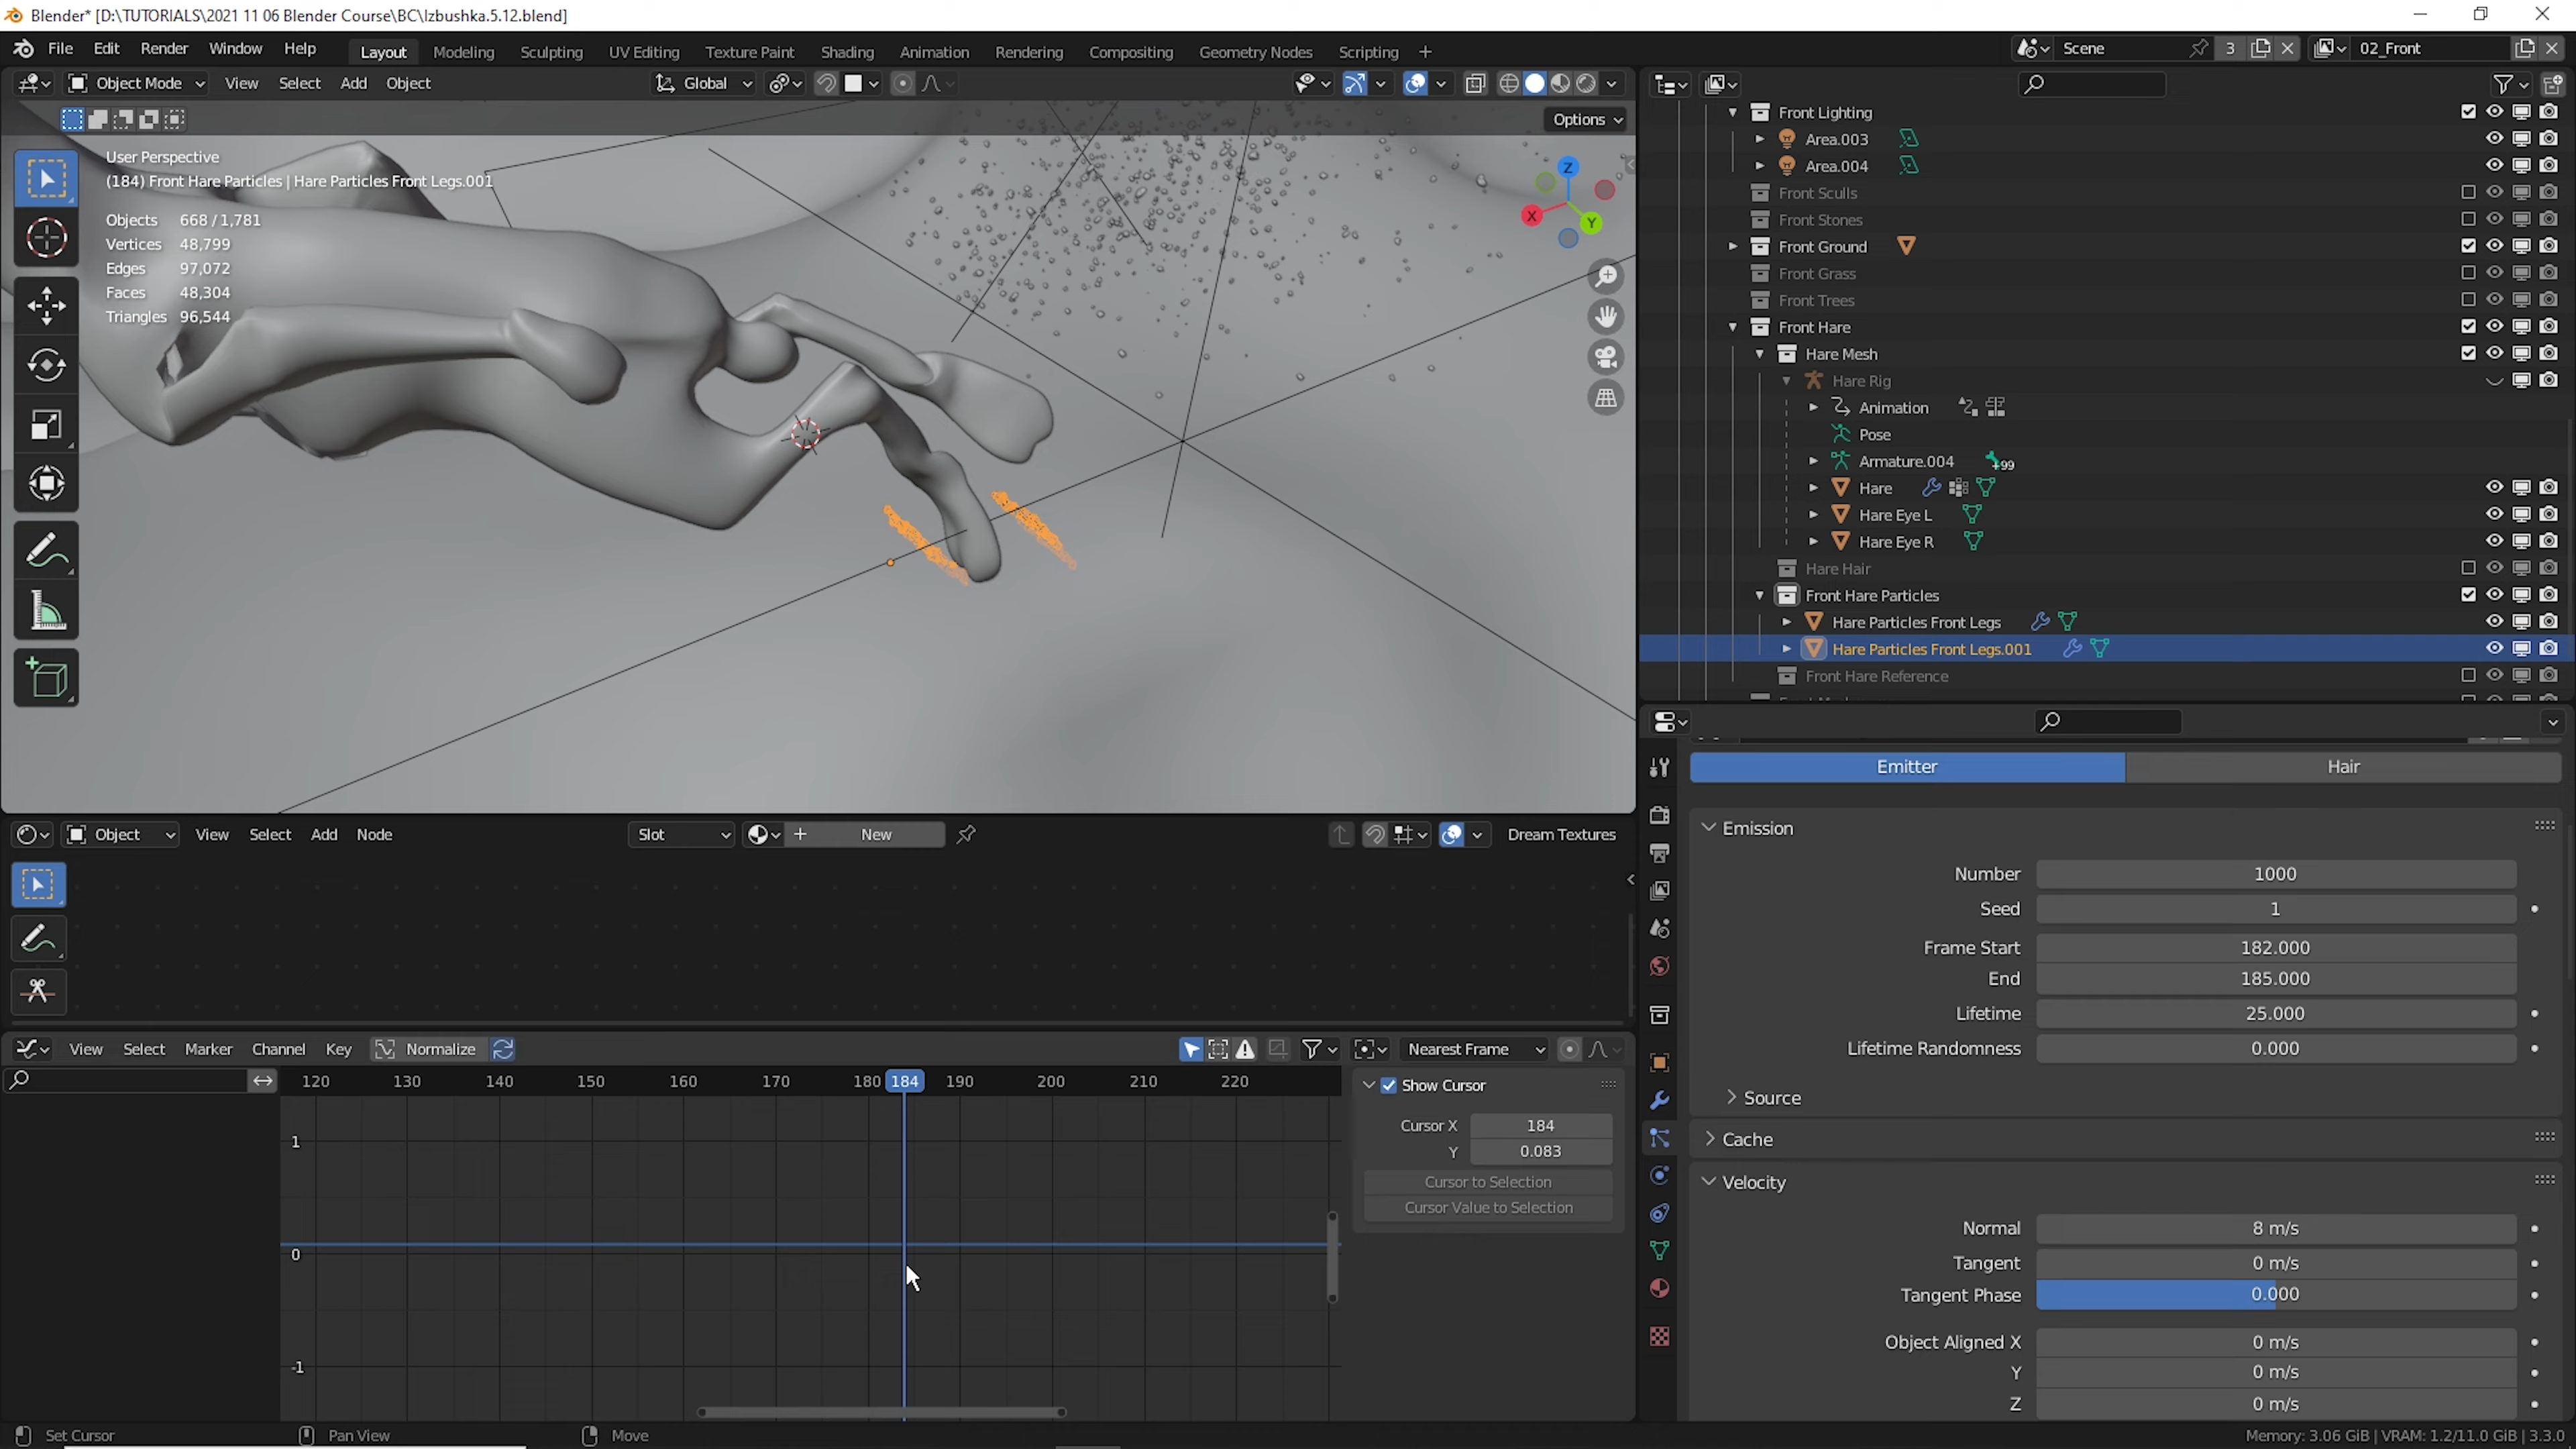 Blender* [D:\TUTORIALS\2021 11 06 Blender Course\BC\Izbushka.5.12.blend]
File Edit Render Window Help Layout Modeling Sculpting UV Editing Texture Paint Shading Animation Rendering Compositing Geometry Nodes Scripting + Scene 3 02_Front
Object Mode View Select Add Object Global
Options
User Perspective
(184) Front Hare Particles | Hare Particles Front Legs.001
Objects 668 / 1,781
Vertices 48,799
Edges 97,072
Faces 48,304
Triangles 96,544
Z
X
Y
Front Lighting
Area.003
Area.004
Front Sculls
Front Stones
Front Ground
Front Grass
Front Trees
Front Hare
Hare Mesh
Hare Rig
Animation
Pose
Armature.004 +99
Hare
Hare Eye L
Hare Eye R
Hare Hair
Front Hare Particles
Hare Particles Front Legs
Hare Particles Front Legs.001
Front Hare Reference
Emitter Hair
Emission
Number 1000
Seed 1
Frame Start 182.000
End 185.000
Lifetime 25.000
Lifetime Randomness 0.000
Source
Cache
Velocity
Normal 8 m/s
Tangent 0 m/s
Tangent Phase 0.000
Object Aligned X 0 m/s
Y 0 m/s
Z 0 m/s
Object View Select Add Node Slot + New Dream Textures
View Select Marker Channel Key Normalize Nearest Frame
120 130 140 150 160 170 180 184 190 200 210 220
1
0
-1
Show Cursor
Cursor X 184
Y 0.083
Cursor to Selection
Cursor Value to Selection
Set Cursor Pan View Move Memory: 3.06 GiB | VRAM: 1.2/11.0 GiB | 3.3.0